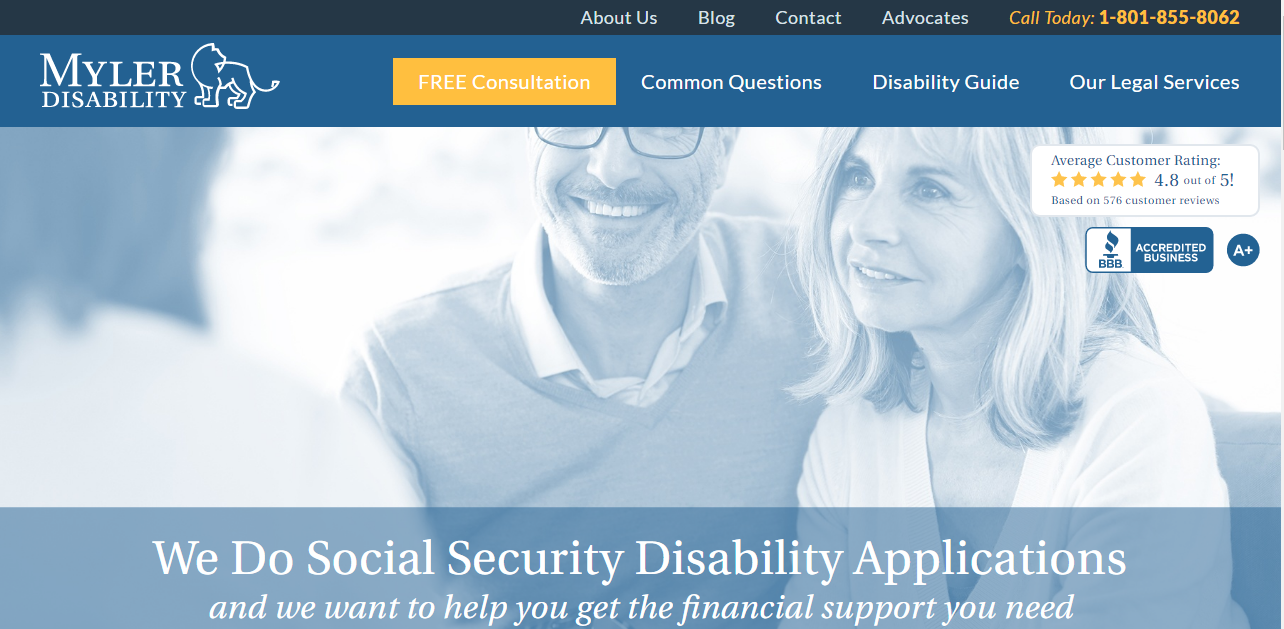 About Us Blog Contact Advocates Call Today: 1-801-855-8062
MYLER
DISABILITY
FREE Consultation Common Questions Disability Guide Our Legal Services
Average Customer Rating:
4.8 out of 5!
Based on 576 customer reviews
BBB
ACCREDITED
BUSINESS
A+
We Do Social Security Disability Applications
and we want to help you get the financial support you need